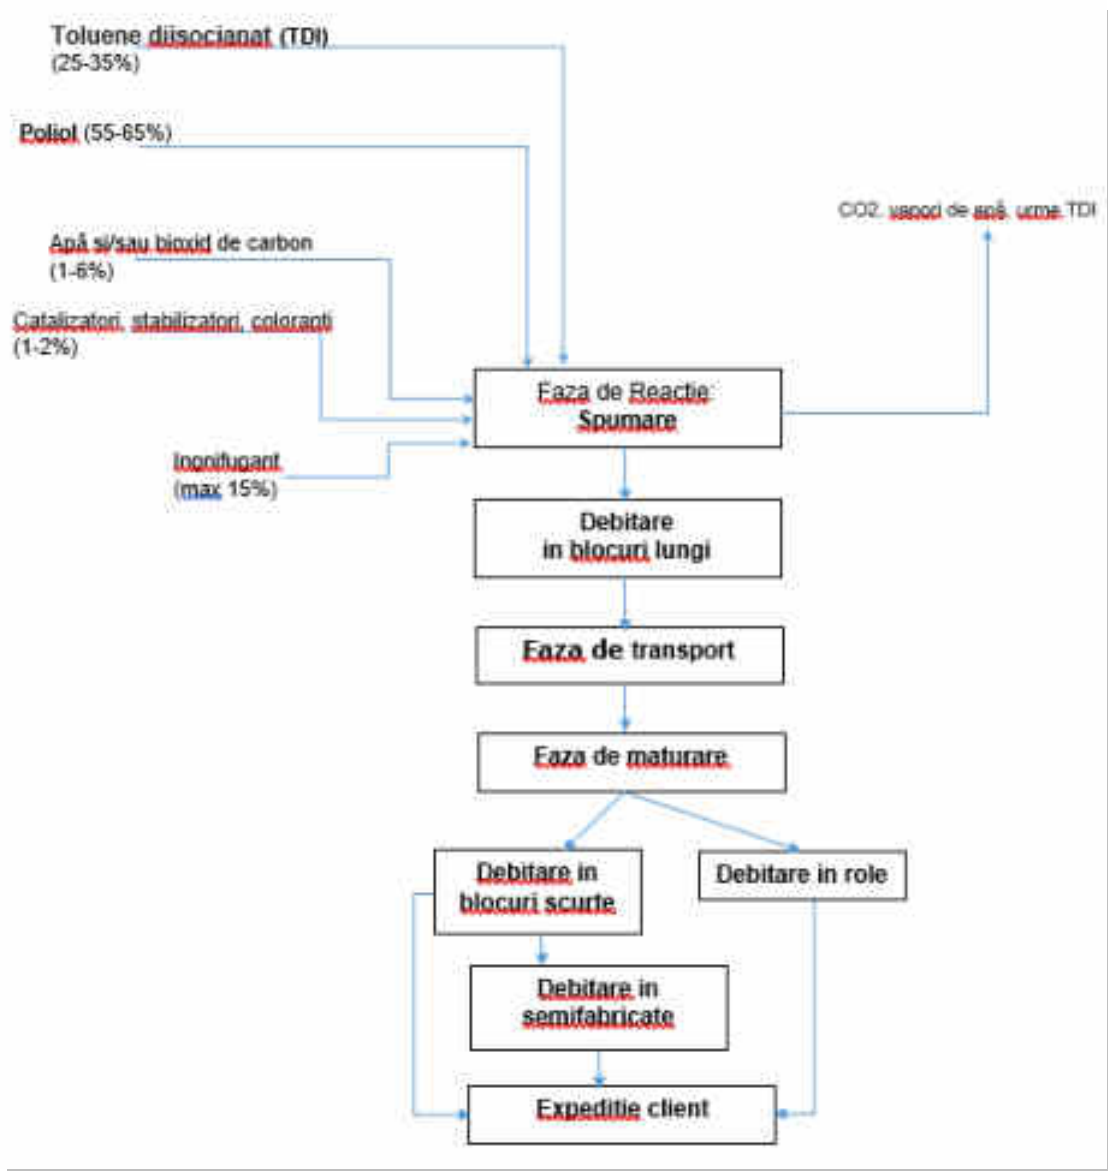 Toluene diisocianat (TDI)
(25-35%)
Poliol (55-65%)
CO2, vapori de apă, urme TDI
Apă si/sau bioxid de carbon
(1-6%)
Catalizatori, stabilizatori, coloranti
(1-2%)
Faza de Reactie
Spumare
Ingnifugant
(max 15%)
Debitare
in blocuri lungi
Faza de transport
Faza de maturare
Debitare in
blocuri scurte
Debitare in role
Debitare in
semifabricate
Expeditie client